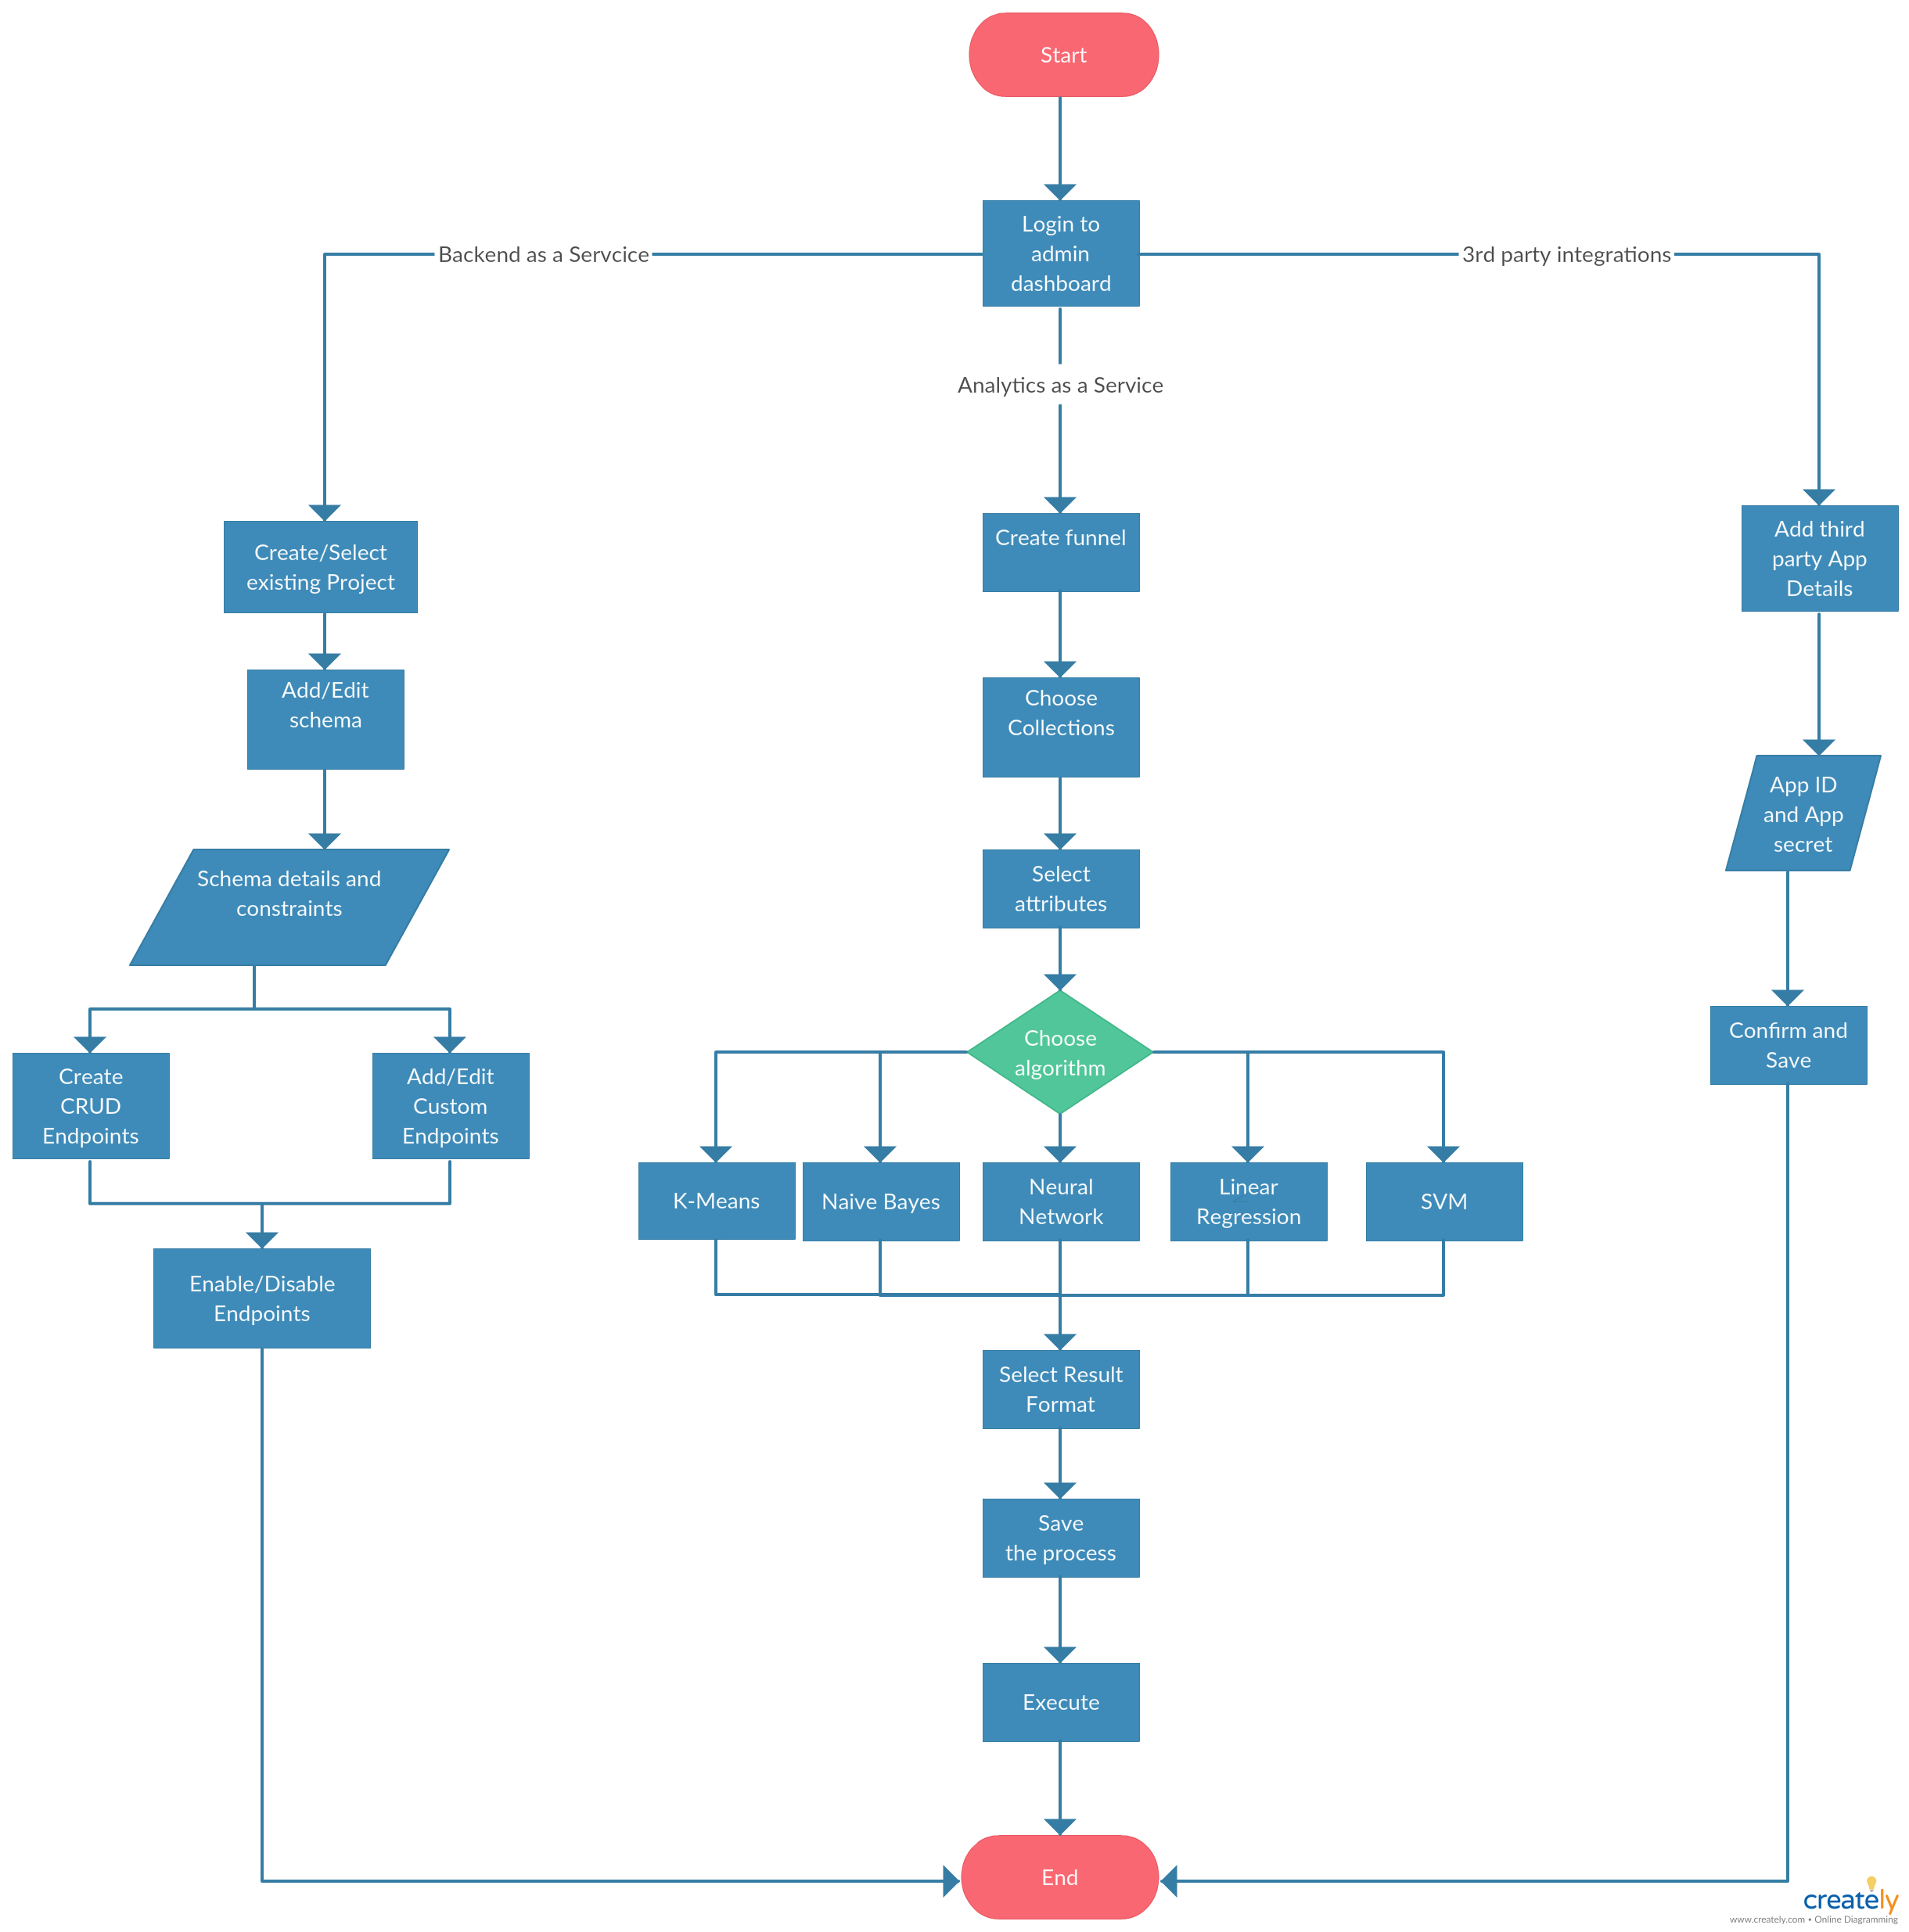 Start
Login to
admin
dashboard
Backend as a Servcice
3rd party integrations
Analytics as a Service
Create/Select
existing Project
Add/Edit
schema
Schema details and
constraints
Create
CRUD
Endpoints
Add/Edit
Custom
Endpoints
Enable/Disable
Endpoints
Create funnel
Choose
Collections
Select
attributes
Choose
algorithm
K-Means
Naive Bayes
Neural
Network
Linear
Regression
SVM
Select Result
Format
Save
the process
Execute
Add third
party App
Details
App ID
and App
secret
Confirm and
Save
End
creately
www.creately.com • Online Diagramming